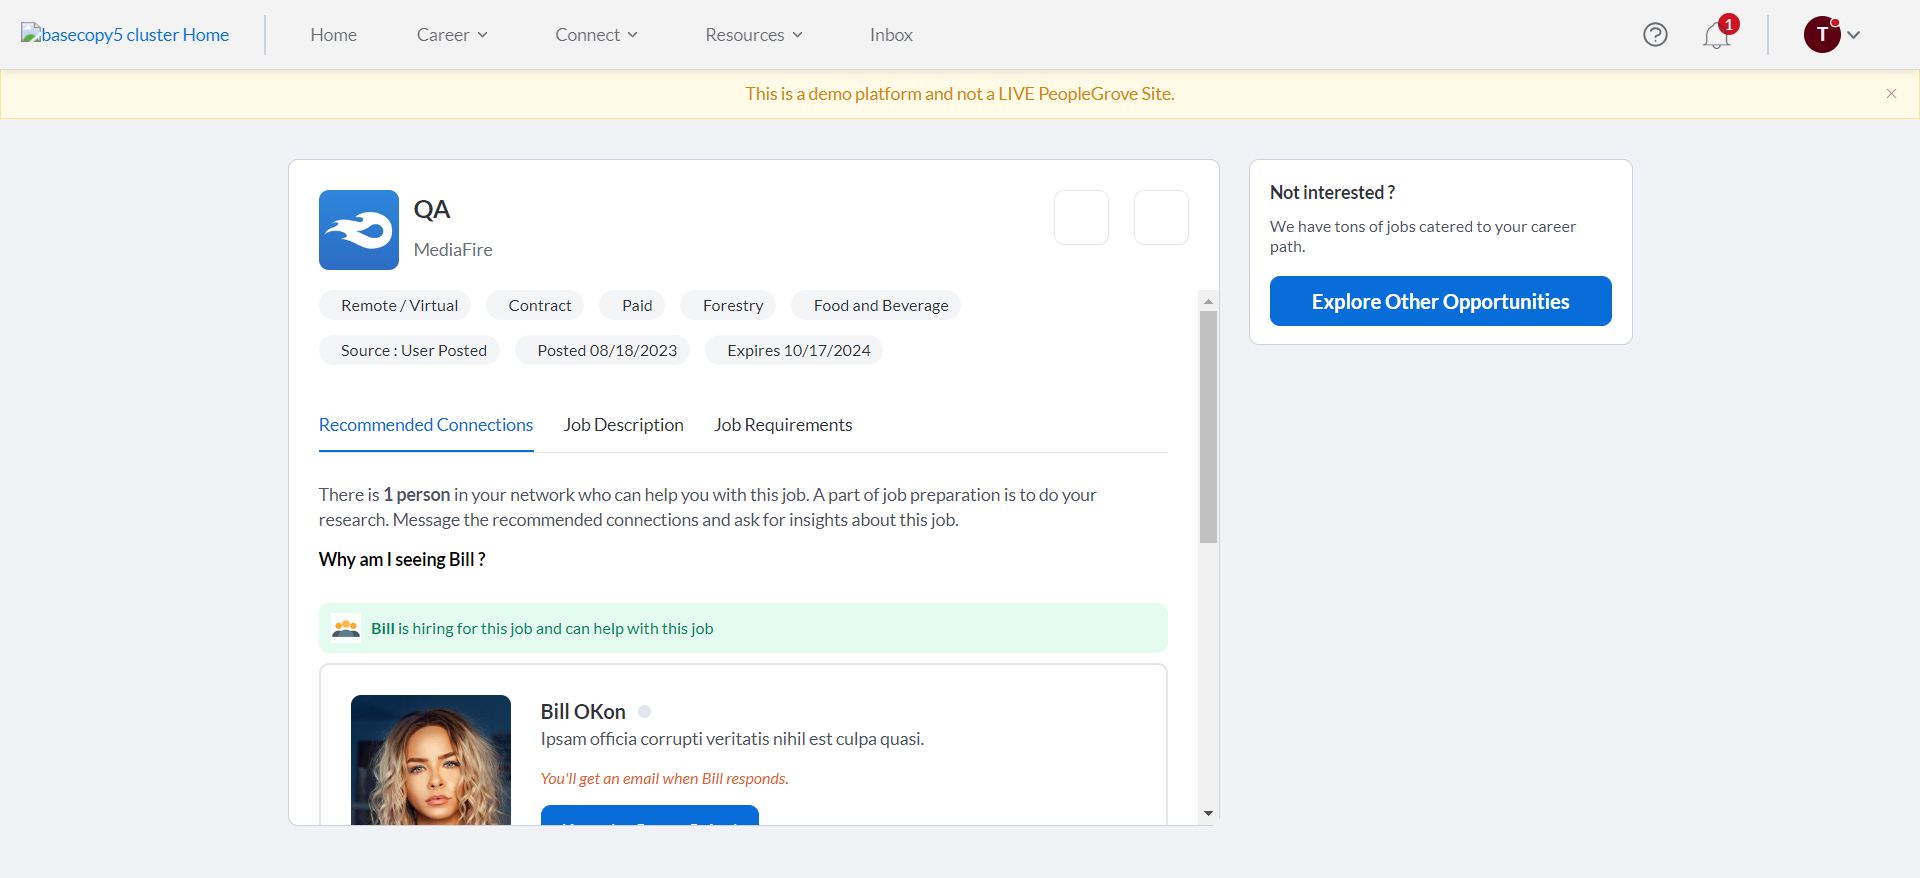 basecopy5 cluster Home
Home
Career
Connect
Resources
Inbox
1
T
This is a demo platform and not a LIVE PeopleGrove Site.
QA
MediaFire
Remote / Virtual
Contract
Paid
Forestry
Food and Beverage
Source : User Posted
Posted 08/18/2023
Expires 10/17/2024
Recommended Connections
Job Description
Job Requirements
There is 1 person in your network who can help you with this job. A part of job preparation is to do your
research. Message the recommended connections and ask for insights about this job.
Why am I seeing Bill ?
Bill is hiring for this job and can help with this job
Bill OKon
Ipsam officia corrupti veritatis nihil est culpa quasi.
You'll get an email when Bill responds.
Not interested ?
We have tons of jobs catered to your career
path.
Explore Other Opportunities